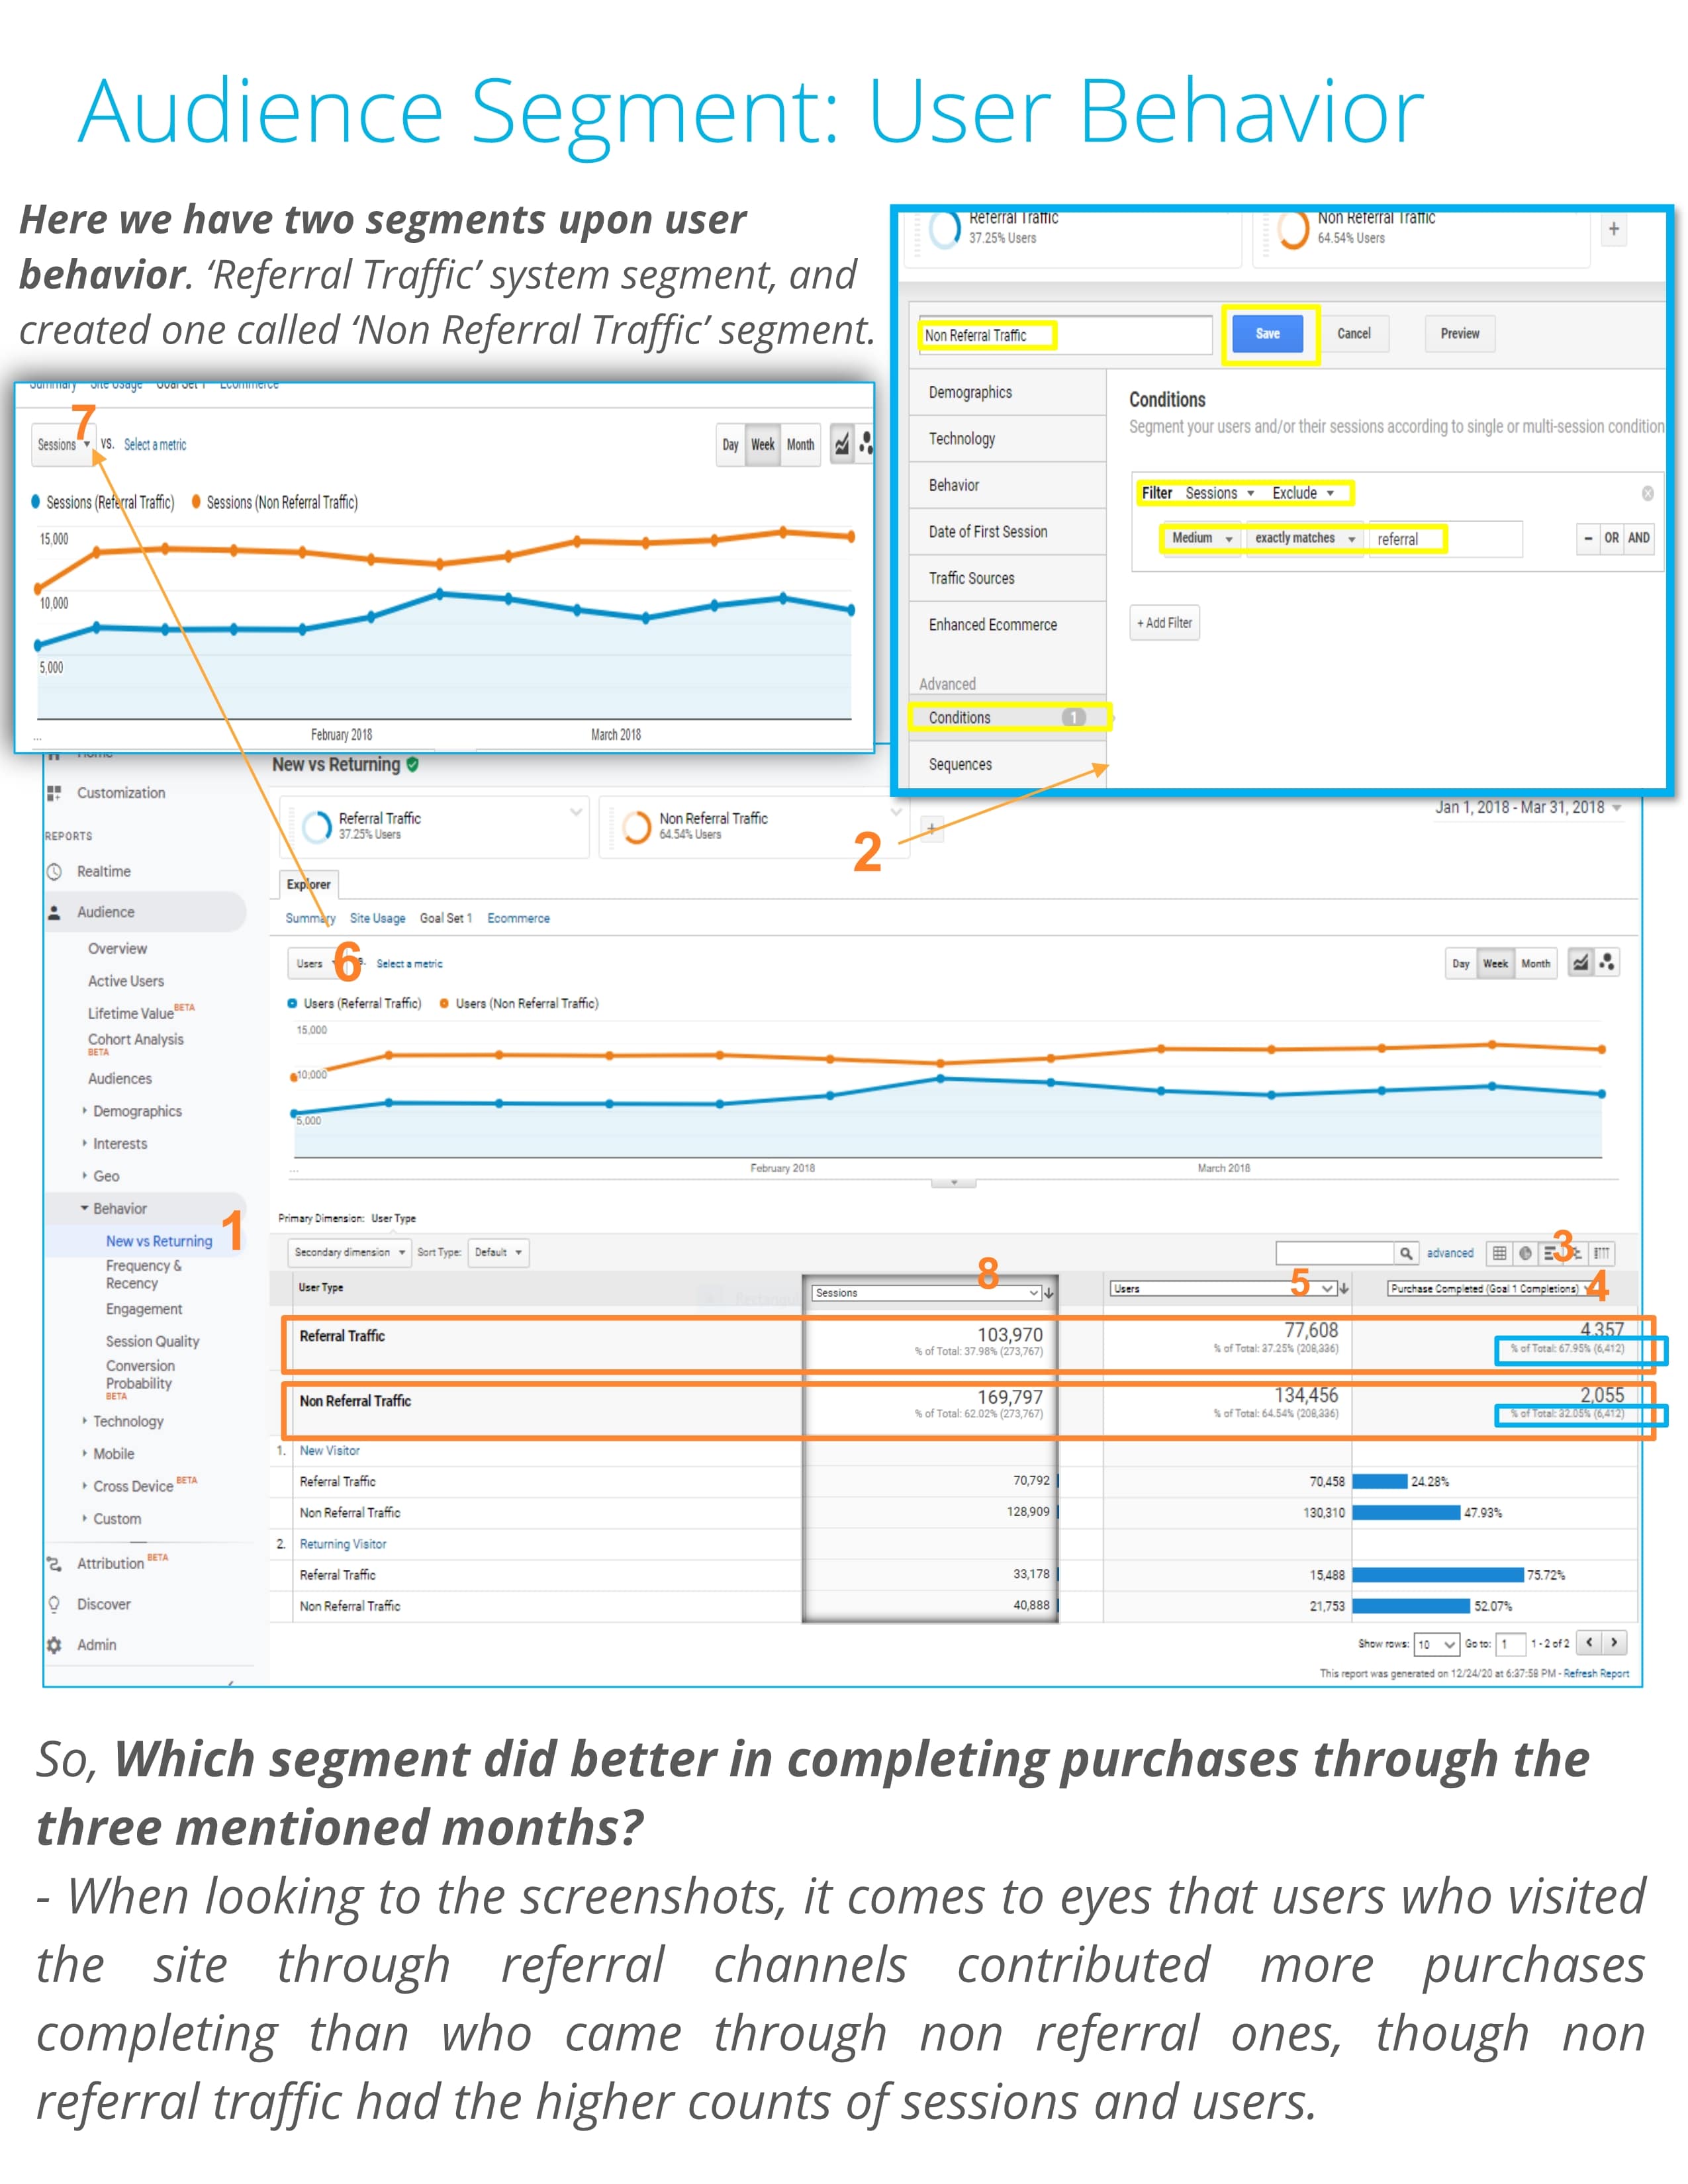 Audience Segment: User Behavior
Here we have two segments upon user
behavior. ‘Referral Traffic’ system segment, and
created one called ‘Non Referral Traffic’ segment.
Referral Traffic
37.25% Users
Non Referral Traffic
64.54% Users
+
Non Referral Traffic
Save
Cancel
Preview
Demographics
Technology
Behavior
Date of First Session
Traffic Sources
Enhanced Ecommerce
Advanced
Conditions 1
Sequences
Conditions
Segment your users and/or their sessions according to single or multi-session condition
Filter Sessions Exclude
Medium exactly matches referral
− OR AND
+ Add Filter
Summary Site Usage Goal Set 1 Ecommerce
7
Sessions VS. Select a metric
Day Week Month
Sessions (Referral Traffic) Sessions (Non Referral Traffic)
15,000
10,000
5,000
... February 2018 March 2018
Home
Customization
REPORTS
Realtime
Audience
Overview
Active Users
Lifetime Value BETA
Cohort Analysis
BETA
Audiences
Demographics
Interests
Geo
Behavior
1
New vs Returning
Frequency &
Recency
Engagement
Session Quality
Conversion
Probability
BETA
Technology
Mobile
Cross Device BETA
Custom
Attribution BETA
Discover
Admin
New vs Returning
Referral Traffic
37.25% Users
Non Referral Traffic
64.54% Users
+
2
Jan 1, 2018 - Mar 31, 2018
Explorer
Summary Site Usage Goal Set 1 Ecommerce
Users 6 Select a metric
Day Week Month
Users (Referral Traffic) Users (Non Referral Traffic)
15,000
10,000
5,000
... February 2018 March 2018
Primary Dimension: User Type
Secondary dimension Sort Type: Default
advanced
3
User Type
8
Sessions
5
Users
4
Purchase Completed (Goal 1 Completions)
Referral Traffic 103,970 77,608 4,357
% of Total: 37.98% (273,767) % of Total: 37.25% (208,336) % of Total: 67.95% (6,412)
Non Referral Traffic 169,797 134,456 2,055
% of Total: 62.02% (273,767) % of Total: 64.54% (208,336) % of Total: 32.05% (6,412)
1. New Visitor
Referral Traffic 70,792 70,458 24.28%
Non Referral Traffic 128,909 130,310 47.93%
2. Returning Visitor
Referral Traffic 33,178 15,488 75.72%
Non Referral Traffic 40,888 21,753 52.07%
Show rows: 10 Go to: 1 1 - 2 of 2
This report was generated on 12/24/20 at 6:37:58 PM - Refresh Report
So, Which segment did better in completing purchases through the
three mentioned months?
- When looking to the screenshots, it comes to eyes that users who visited
the site through referral channels contributed more purchases
completing than who came through non referral ones, though non
referral traffic had the higher counts of sessions and users.